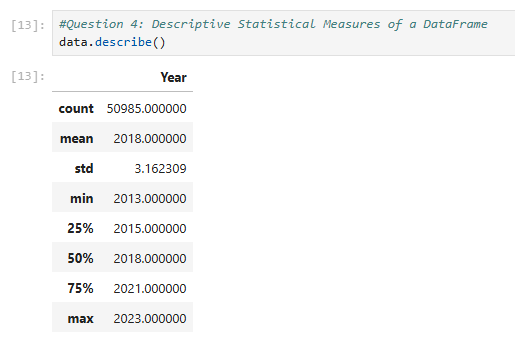 [13]: #Question 4: Descriptive Statistical Measures of a DataFrame
data.describe()
[13]: Year
count 50985.000000
mean 2018.000000
std 3.162309
min 2013.000000
25% 2015.000000
50% 2018.000000
75% 2021.000000
max 2023.000000